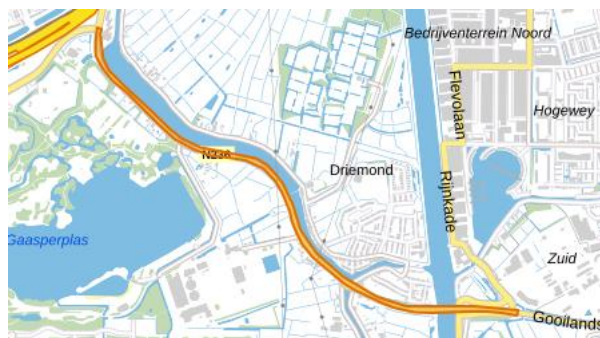 Bedrijventerrein Noord
Flevolaan
Hogewey
N236
Driemond
Rijnkade
Gaasperplas
Zuid
Gooilands